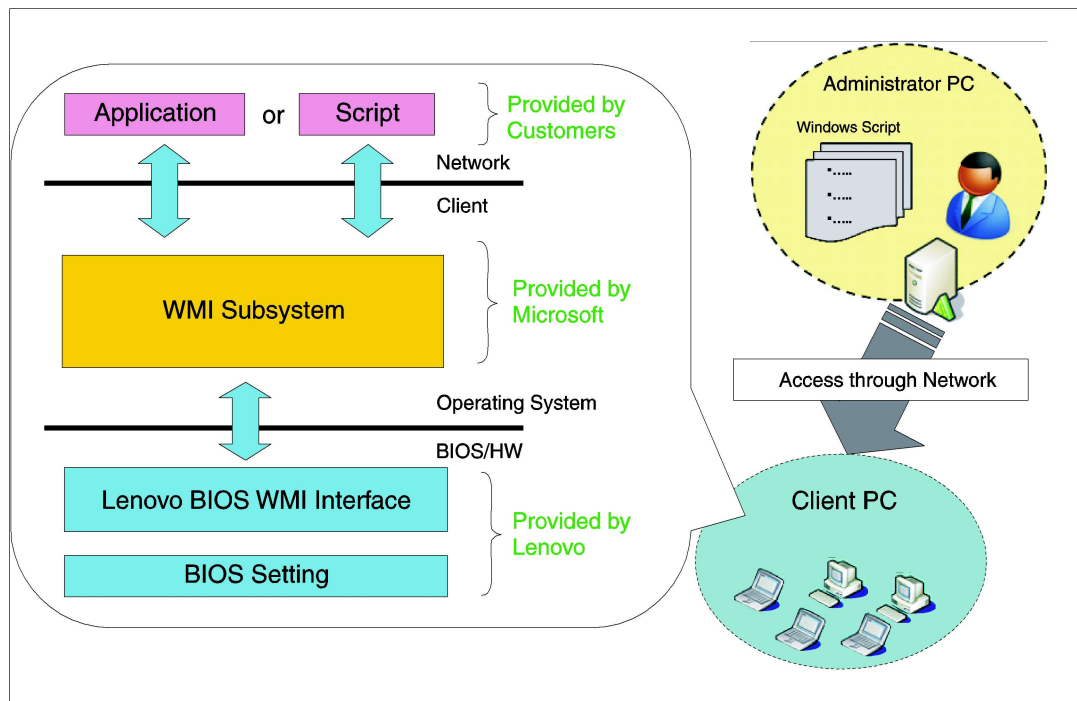 Application
or
Script
Provided by
Customers
Network
Client
WMI Subsystem
Provided by
Microsoft
Operating System
BIOS/HW
Lenovo BIOS WMI Interface
BIOS Setting
Provided by
Lenovo
Administrator PC
Windows Script
Access through Network
Client PC